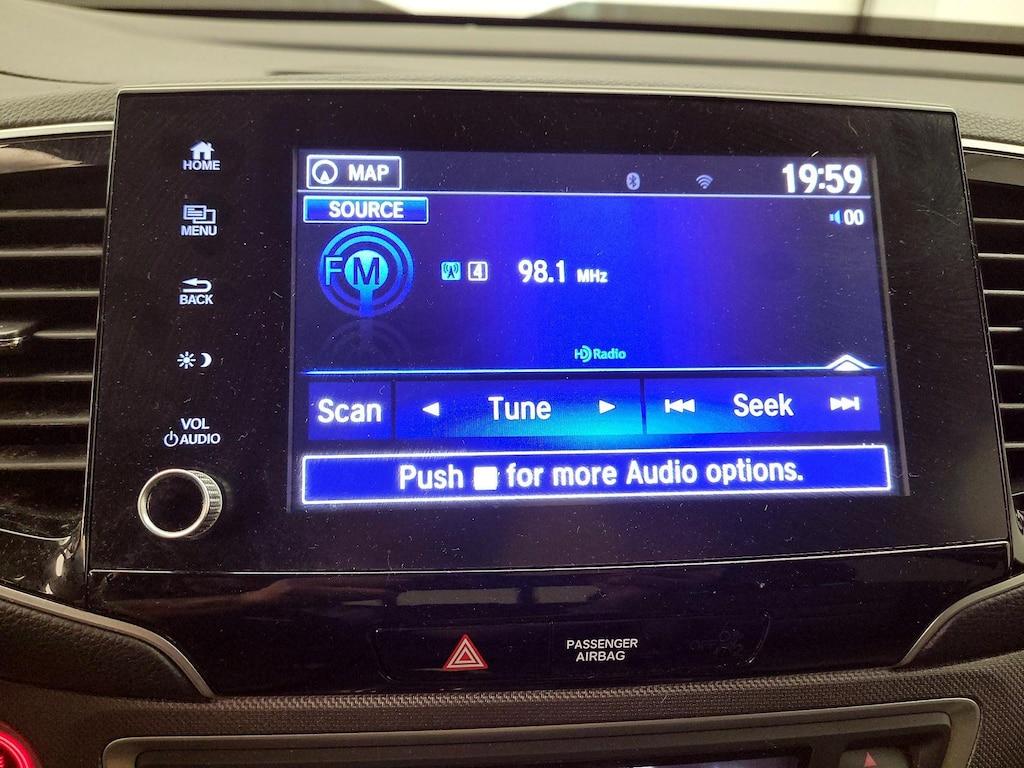 HOME
MENU
BACK
VOL
AUDIO
MAP
19:59
SOURCE
00
FM
4
98.1 MHz
HD Radio
Scan
Tune
Seek
Push for more Audio options.
PASSENGER
AIRBAG